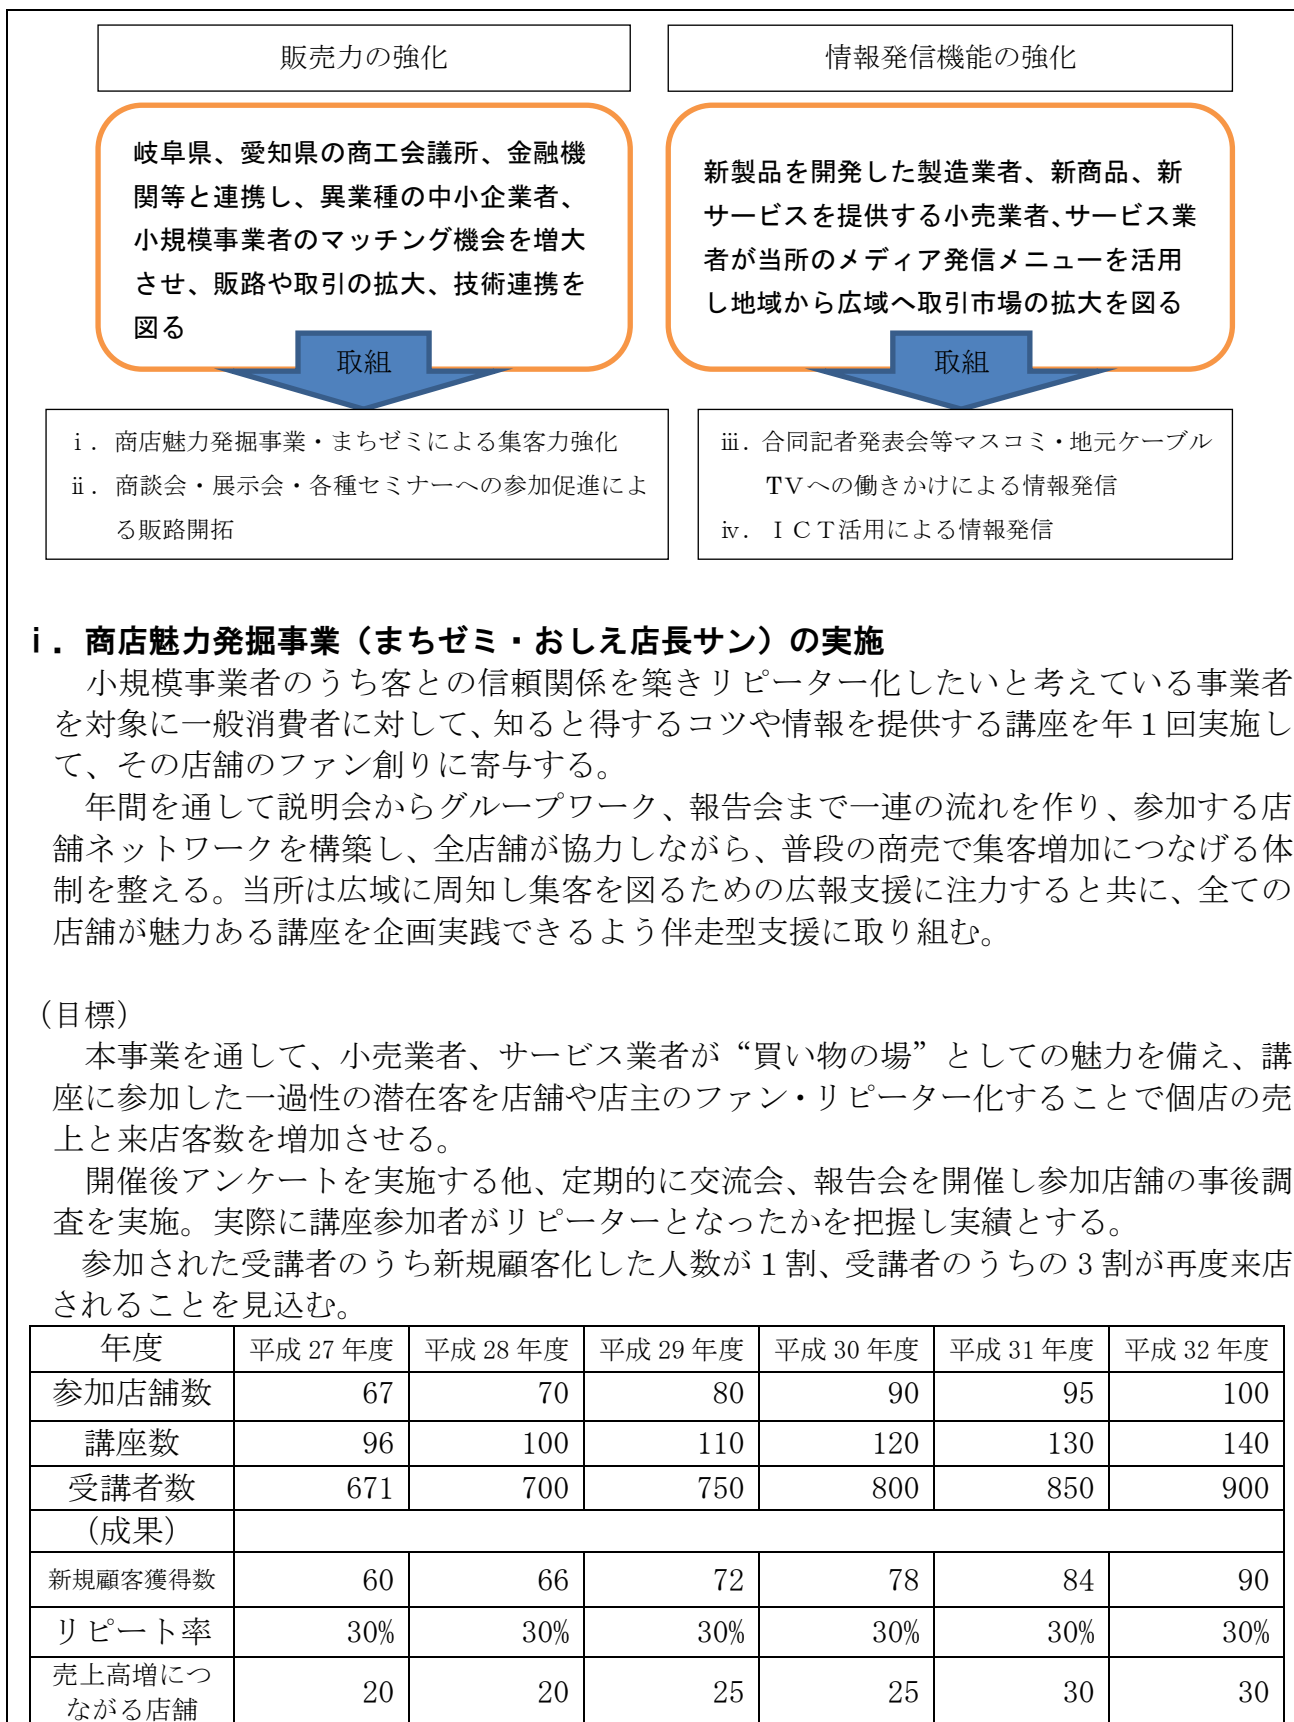 販売力の強化
情報発信機能の強化
岐阜県、愛知県の商工会議所、金融機
関等と連携し、異業種の中小企業者、
小規模事業者のマッチング機会を増大
させ、販路や取引の拡大、技術連携を
図る
新製品を開発した製造業者、新商品、新
サービスを提供する小売業者、サービス業
者が当所のメディア発信メニューを活用
し地域から広域へ取引市場の拡大を図る
取組
取組
ⅰ．商店魅力発掘事業・まちゼミによる集客力強化
ⅱ．商談会・展示会・各種セミナーへの参加促進によ
る販路開拓
ⅲ．合同記者発表会等マスコミ・地元ケーブル
TVへの働きかけによる情報発信
ⅳ．ＩＣＴ活用による情報発信
ⅰ．商店魅力発掘事業（まちゼミ・おしえ店長サン）の実施
小規模事業者のうち客との信頼関係を築きリピーター化したいと考えている事業者
を対象に一般消費者に対して、知ると得するコツや情報を提供する講座を年１回実施し
て、その店舗のファン創りに寄与する。
年間を通して説明会からグループワーク、報告会まで一連の流れを作り、参加する店
舗ネットワークを構築し、全店舗が協力しながら、普段の商売で集客増加につなげる体
制を整える。当所は広域に周知し集客を図るための広報支援に注力すると共に、全ての
店舗が魅力ある講座を企画実践できるよう伴走型支援に取り組む。
（目標）
本事業を通して、小売業者、サービス業者が“買い物の場”としての魅力を備え、講
座に参加した一過性の潜在客を店舗や店主のファン・リピーター化することで個店の売
上と来店客数を増加させる。
開催後アンケートを実施する他、定期的に交流会、報告会を開催し参加店舗の事後調
査を実施。実際に講座参加者がリピーターとなったかを把握し実績とする。
参加された受講者のうち新規顧客化した人数が１割、受講者のうちの３割が再度来店
されることを見込む。
年度 平成 27 年度 平成 28 年度 平成 29 年度 平成 30 年度 平成 31 年度 平成 32 年度
参加店舗数 67 70 80 90 95 100
講座数 96 100 110 120 130 140
受講者数 671 700 750 800 850 900
（成果）
新規顧客獲得数 60 66 72 78 84 90
リピート率 30% 30% 30% 30% 30% 30%
売上高増につ
ながる店舗 20 20 25 25 30 30